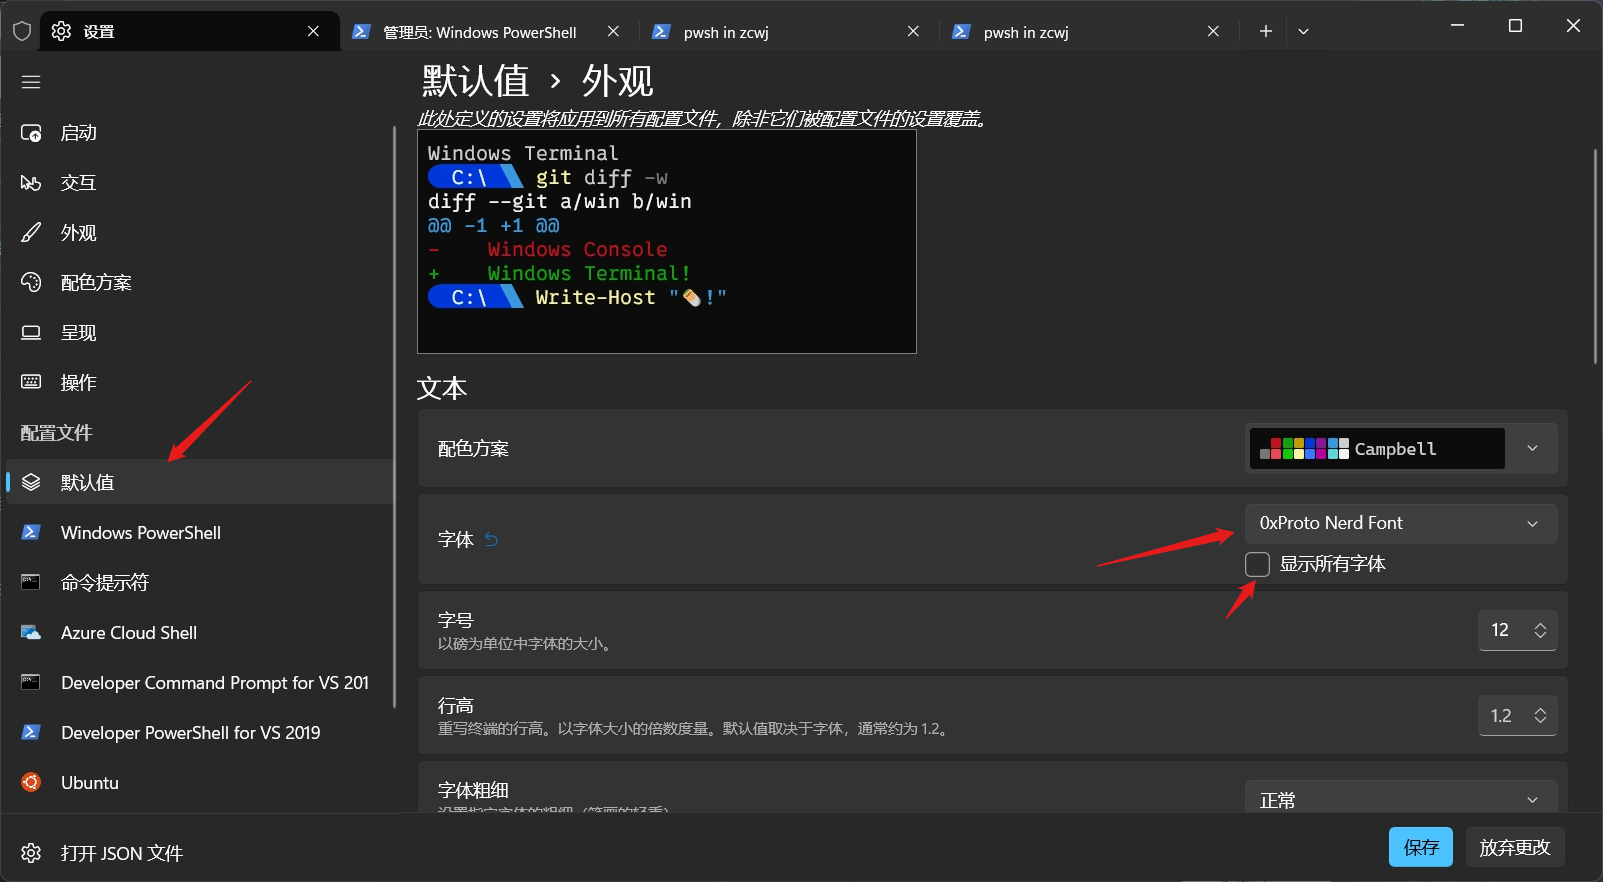 设置
管理员: Windows PowerShell
pwsh in zcwj
pwsh in zcwj
启动
交互
外观
配色方案
呈现
操作
配置文件
默认值
Windows PowerShell
命令提示符
Azure Cloud Shell
Developer Command Prompt for VS 201
Developer PowerShell for VS 2019
Ubuntu
打开 JSON 文件
默认值 › 外观
此处定义的设置将应用到所有配置文件，除非它们被配置文件的设置覆盖。
Windows Terminal
C:\ git diff -w
diff --git a/win b/win
@@ -1 +1 @@
- Windows Console
+ Windows Terminal!
C:\ Write-Host "🌯!"
文本
配色方案
Campbell
字体
0xProto Nerd Font
显示所有字体
字号
以磅为单位中字体的大小。
12
行高
重写终端的行高。以字体大小的倍数度量。默认值取决于字体，通常约为 1.2。
1.2
字体粗细
正常
保存
放弃更改